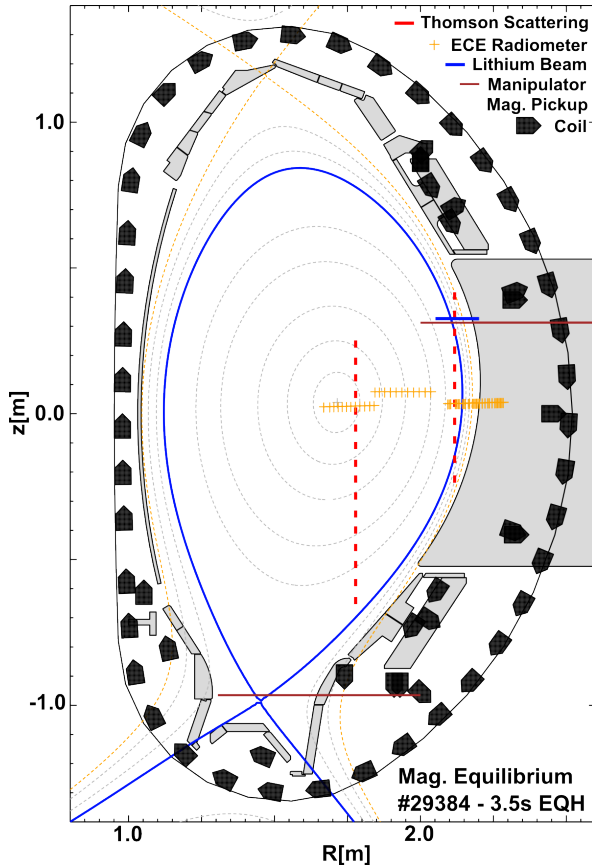 Thomson Scattering
ECE Radiometer
Lithium Beam
Manipulator
Mag. Pickup
Coil
1.0
0.0
-1.0
z[m]
Mag. Equilibrium
#29384 - 3.5s EQH
1.0
2.0
R[m]